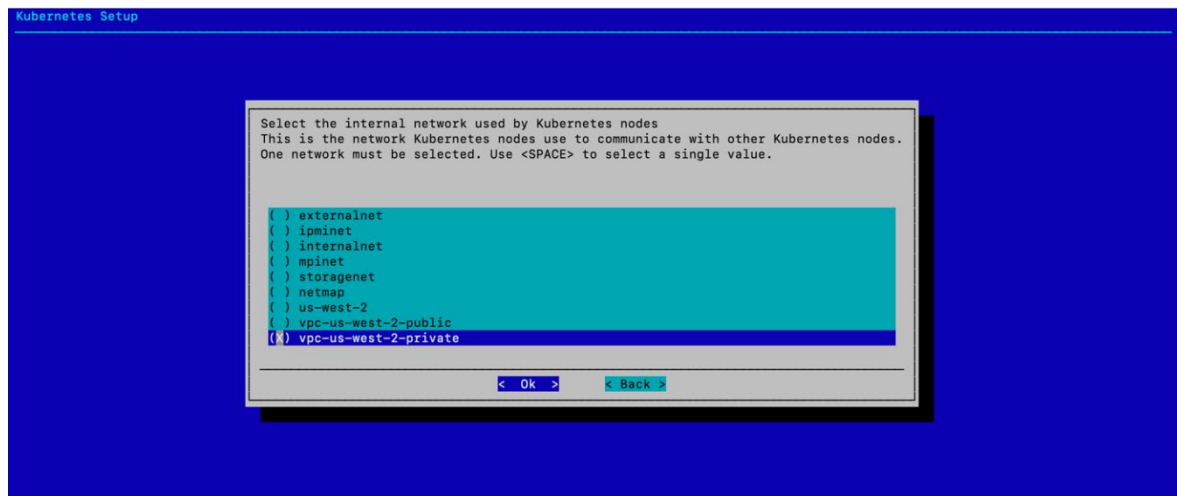 Kubernetes Setup
Select the internal network used by Kubernetes nodes
This is the network Kubernetes nodes use to communicate with other Kubernetes nodes.
One network must be selected. Use <SPACE> to select a single value.
( ) externalnet
( ) ipminet
( ) internalnet
( ) mpinet
( ) storagenet
( ) netmap
( ) us-west-2
( ) vpc-us-west-2-public
(X) vpc-us-west-2-private
< Ok > < Back >